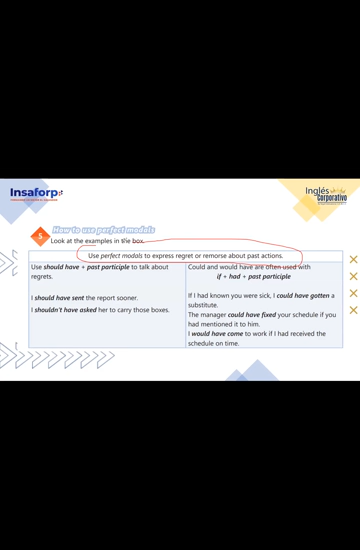 Insaforp
Inglés
Corporativo
How to use perfect modals
5 Look at the examples in the box.
Use perfect modals to express regret or remorse about past actions.
Use should have + past participle to talk about
regrets.
I should have sent the report sooner.
I shouldn't have asked her to carry those boxes.
Could and would have are often used with
if + had + past participle
If I had known you were sick, I could have gotten a
substitute.
The manager could have fixed your schedule if you
had mentioned it to him.
I would have come to work if I had received the
schedule on time.